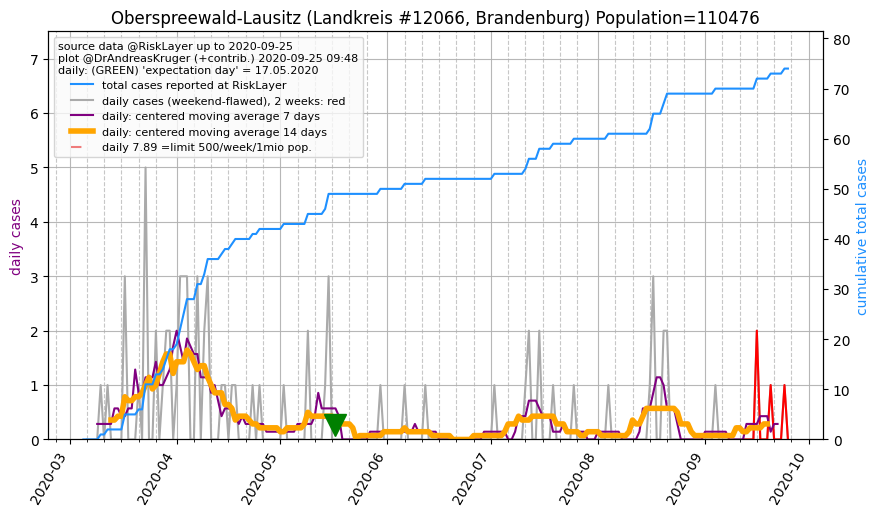 Oberspreewald-Lausitz (Landkreis #12066, Brandenburg) Population=110476
source data @RiskLayer up to 2020-09-25
plot @DrAndreasKruger (+contrib.) 2020-09-25 09:48
daily: (GREEN) 'expectation day' = 17.05.2020
total cases reported at RiskLayer
daily cases (weekend-flawed), 2 weeks: red
daily: centered moving average 7 days
daily: centered moving average 14 days
daily 7.89 =limit 500/week/1mio pop.
daily cases
7
6
5
4
3
2
1
0
cumulative total cases
80
70
60
50
40
30
20
10
0
2020-03
2020-04
2020-05
2020-06
2020-07
2020-08
2020-09
2020-10